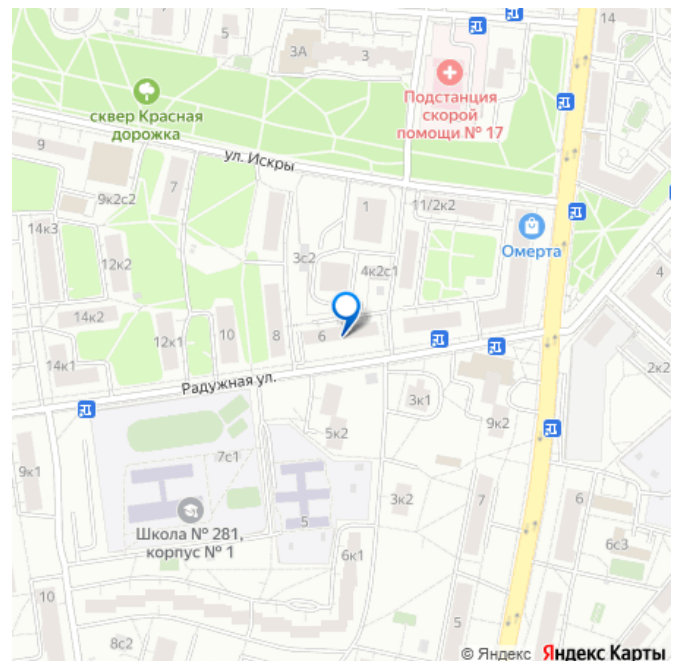 5
3А
3
14
Подстанция
скорой
помощи № 17
сквер Красная
дорожка
ул. Искры
9
7
9к2с2
1
11/2к2
14к3
12к2
3с2
4к2с1
Омерта
4
14к2
12к1
10
8
6
14к1
Радужная ул.
2к2
3к1
5к2
9к2
7с1
9к1
5
3к2
7
6
Школа № 281,
корпус № 1
6к1
6с3
10
8с2
5
© Яндекс Яндекс Карты